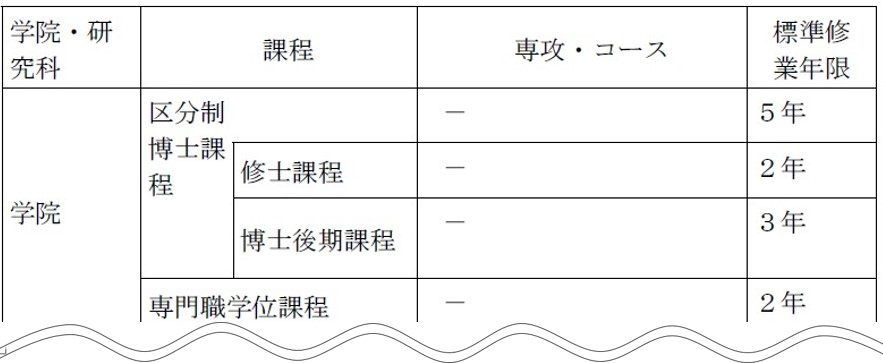 学院・研
究科
課程
専攻・コース
標準修
業年限
学院
区分制
博士課
程
－
５年
修士課程
－
２年
博士後期課程
－
３年
専門職学位課程
－
２年